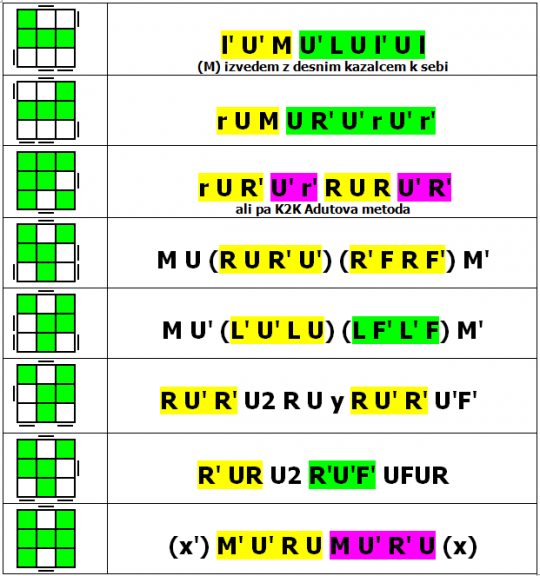 l' U' M U' L U l' U l
(M) izvedem z desnim kazalcem k sebi
r U M U R' U' r U' r'
r U R' U' r' R U R U' R'
ali pa K2K Adutova metoda
M U (R U R' U') (R' F R F') M'
M U' (L' U' L U) (L F' L' F) M'
R U' R' U2 R U y R U' R' U'F'
R' UR U2 R'U'F' UFUR
(x') M' U' R U M U' R' U (x)